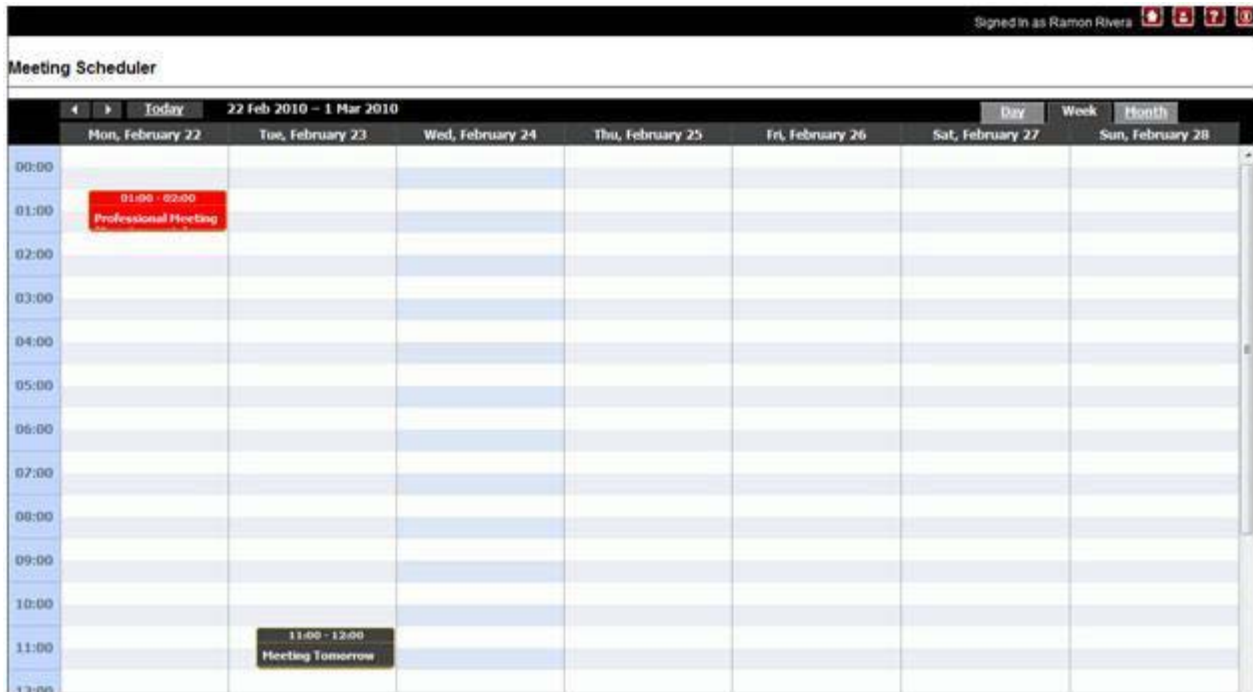 Signed in as Ramon Rivera ?
Meeting Scheduler
Today 22 Feb 2010 – 1 Mar 2010 Day Week Month
Mon, February 22 Tue, February 23 Wed, February 24 Thu, February 25 Fri, February 26 Sat, February 27 Sun, February 28
00:00
01:00 - 02:00
01:00
Professional Meeting
02:00
03:00
04:00
05:00
06:00
07:00
08:00
09:00
10:00
11:00 - 12:00
11:00
Meeting Tomorrow